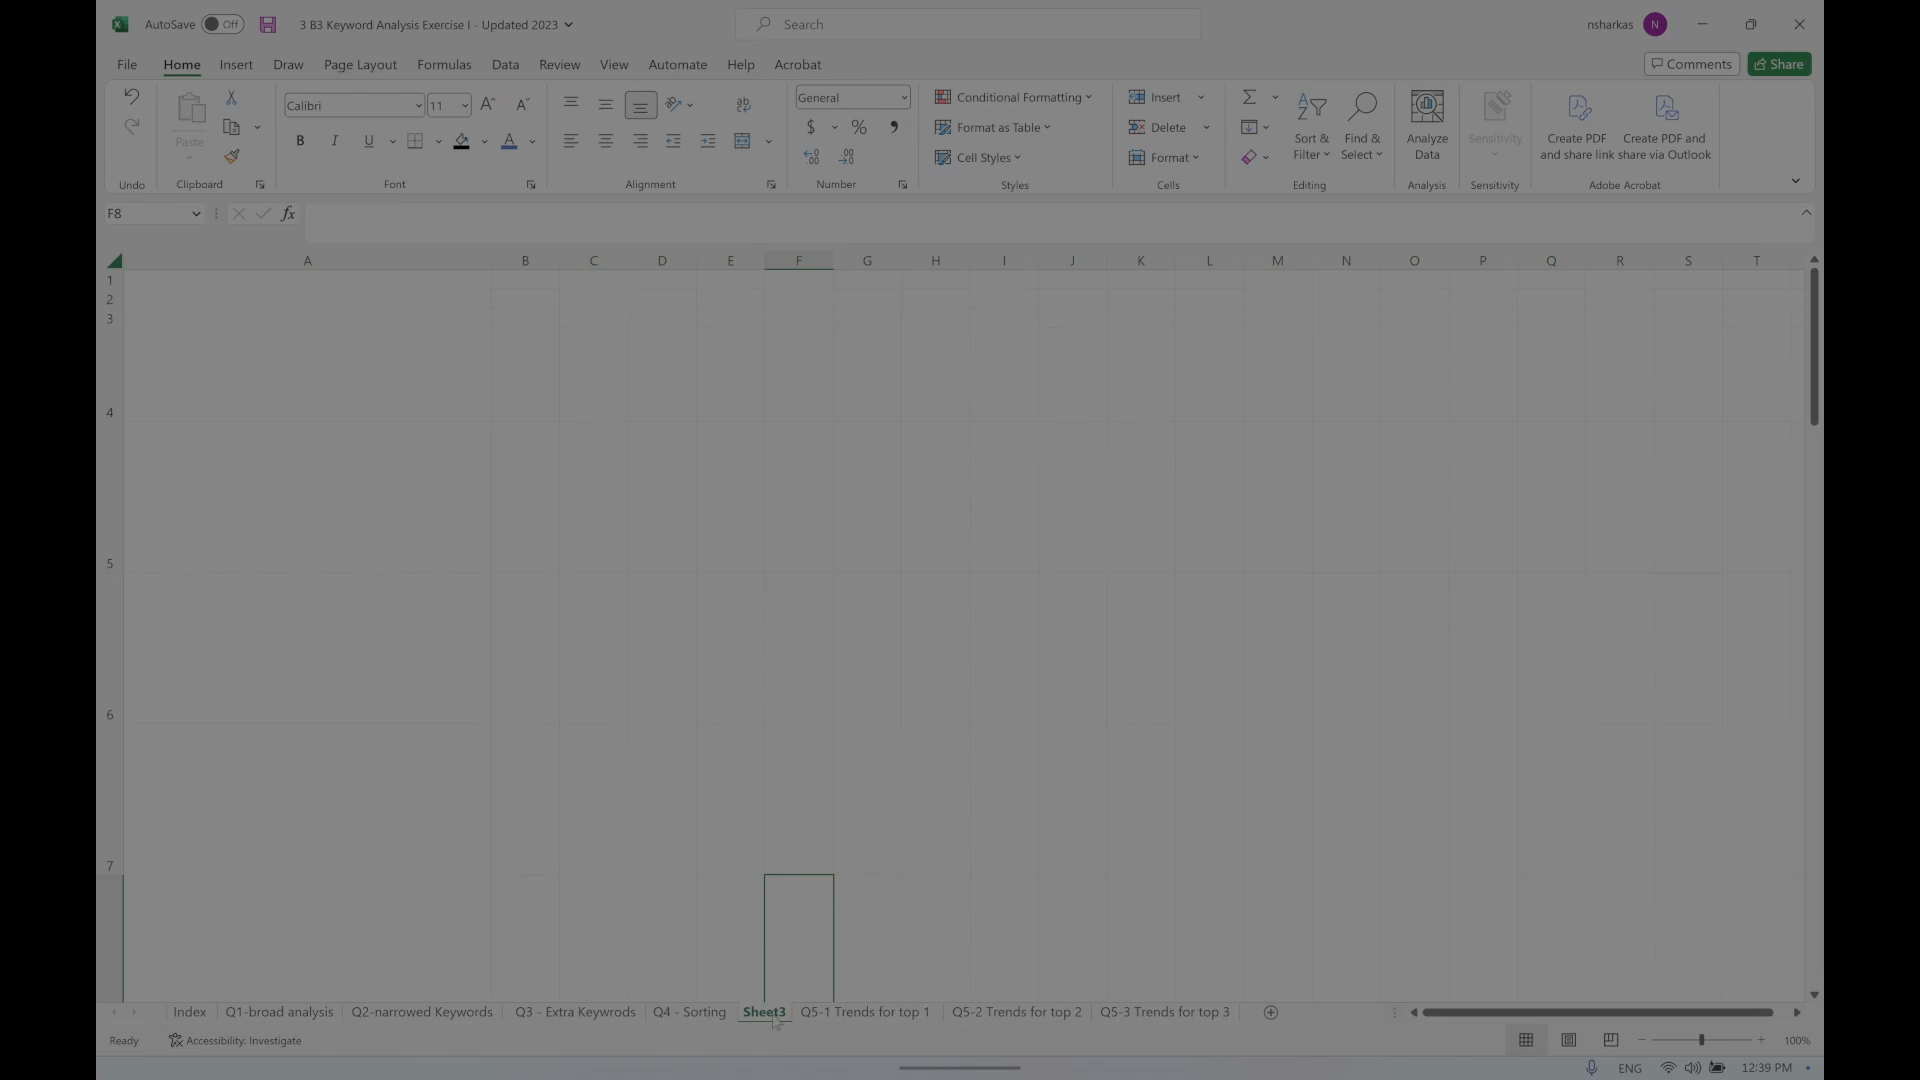 AutoSave Off 3 B3 Keyword Analysis Exercise I - Updated 2023 Search nsharkas N
File Home Insert Draw Page Layout Formulas Data Review View Automate Help Acrobat Comments Share
Calibri 11 General Conditional Formatting Insert
B I U $ % Format as Table Delete
Cell Styles Format
Paste Sort & Filter Find & Select Analyze Data Sensitivity Create PDF and share link Create PDF and share via Outlook
Undo Clipboard Font Alignment Number Styles Cells Editing Analysis Sensitivity Adobe Acrobat
F8 fx
A B C D E F G H I J K L M N O P Q R S T
1
2
3
4
5
6
7
Index Q1-broad analysis Q2-narrowed Keywords Q3 - Extra Keywrods Q4 - Sorting Sheet3 Q5-1 Trends for top 1 Q5-2 Trends for top 2 Q5-3 Trends for top 3
Ready Accessibility: Investigate 100%
ENG 12:39 PM